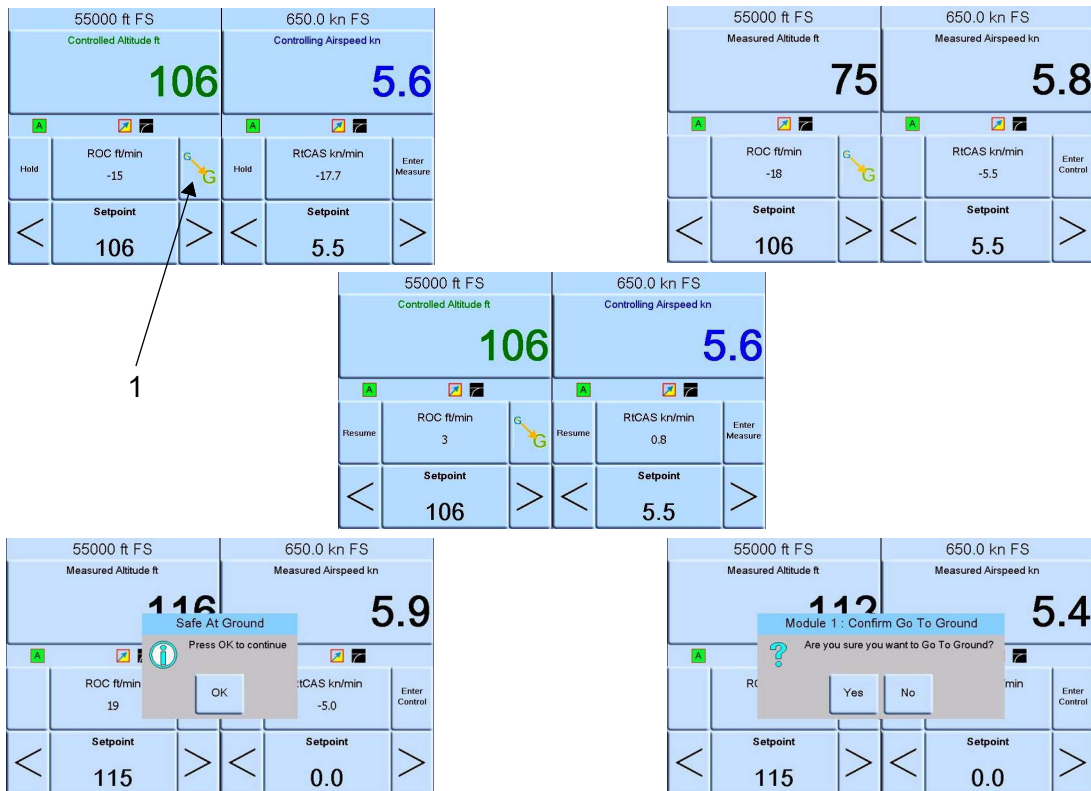 55000 ft FS 650.0 kn FS
Controlled Altitude ft Controlling Airspeed kn
106 5.6
A A
Hold ROC ft/min -15 G G Hold RtCAS kn/min -17.7 Enter Measure
< Setpoint 106 > < Setpoint 5.5 >
1
55000 ft FS 650.0 kn FS
Measured Altitude ft Measured Airspeed kn
75 5.8
A A
ROC ft/min -18 G G RtCAS kn/min -5.5 Enter Control
< Setpoint 106 > < Setpoint 5.5 >
55000 ft FS 650.0 kn FS
Controlled Altitude ft Controlling Airspeed kn
106 5.6
A A
Resume ROC ft/min 3 G G Resume RtCAS kn/min 0.8 Enter Measure
< Setpoint 106 > < Setpoint 5.5 >
55000 ft FS 650.0 kn FS
Measured Altitude ft Measured Airspeed kn
116 5.9
Safe At Ground
A
Press OK to continue
OK
ROC ft/min 19 tCAS kn/min -5.0 Enter Control
< Setpoint 115 > < Setpoint 0.0 >
55000 ft FS 650.0 kn FS
Measured Altitude ft Measured Airspeed kn
112 5.4
Module 1 : Confirm Go To Ground
A
? Are you sure you want to Go To Ground?
Yes No
RO /min Enter Control
< Setpoint 115 > < Setpoint 0.0 >